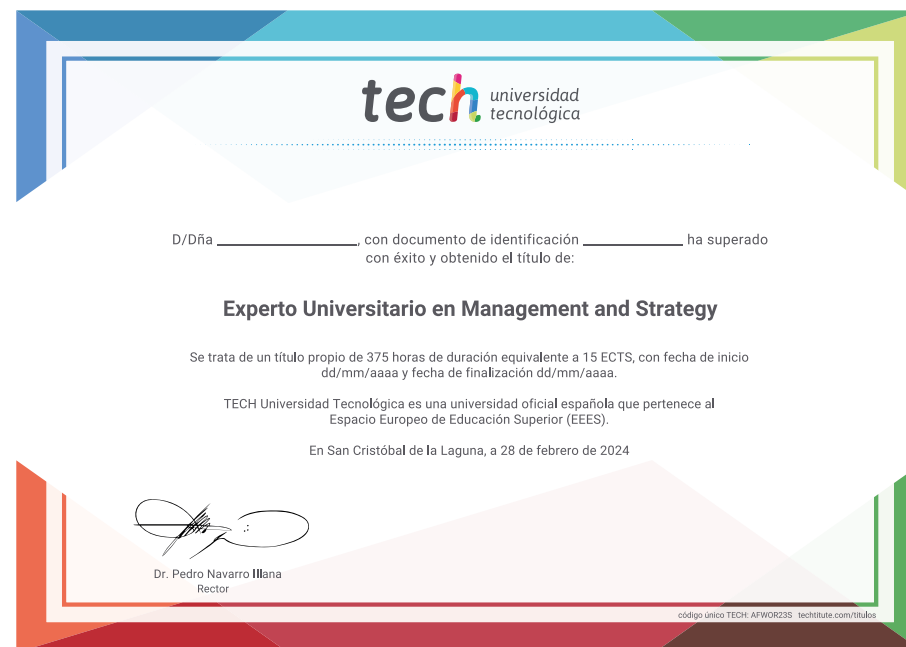 tech universidad
tecnológica
D/Dña ____________, con documento de identificación ____________ ha superado
con éxito y obtenido el título de:
Experto Universitario en Management and Strategy
Se trata de un título propio de 375 horas de duración equivalente a 15 ECTS, con fecha de inicio
dd/mm/aaaa y fecha de finalización dd/mm/aaaa.
TECH Universidad Tecnológica es una universidad oficial española que pertenece al
Espacio Europeo de Educación Superior (EEES).
En San Cristóbal de la Laguna, a 28 de febrero de 2024
Dr. Pedro Navarro Illana
Rector
código único TECH: AFWOR23S techtitute.com/titulos